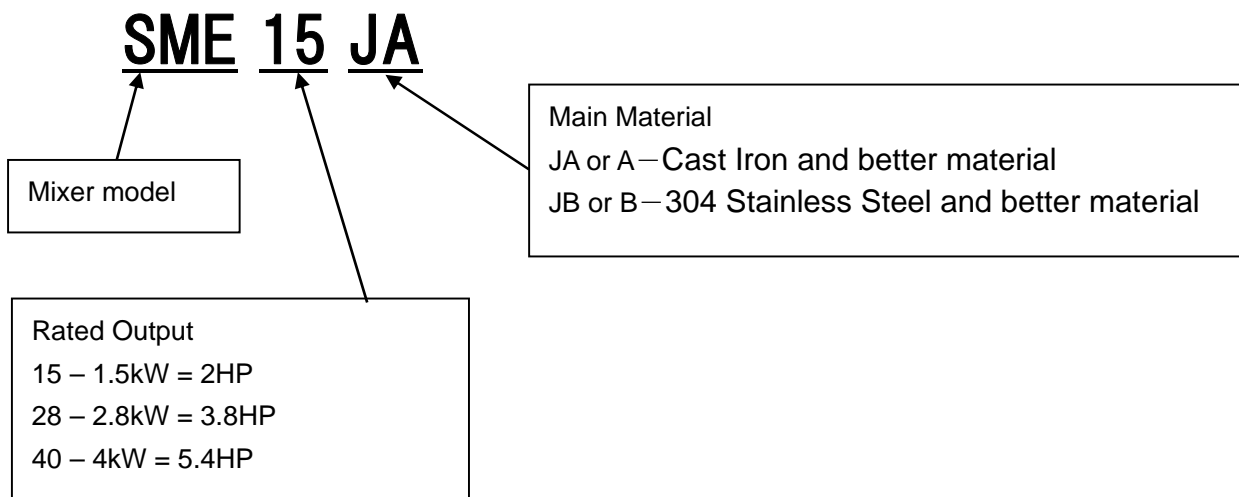 SME 15 JA
Main Material
JA or A－Cast Iron and better material
JB or B－304 Stainless Steel and better material
Mixer model
Rated Output
15 – 1.5kW = 2HP
28 – 2.8kW = 3.8HP
40 – 4kW = 5.4HP